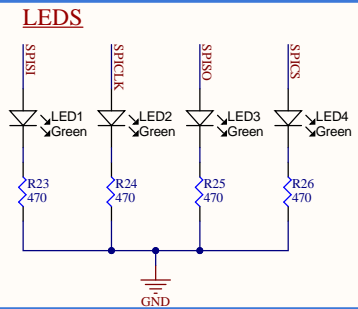 LEDS
SPISI
SPICLK
SPISO
SPICS
LED1
Green
LED2
Green
LED3
Green
LED4
Green
R23
470
R24
470
R25
470
R26
470
GND